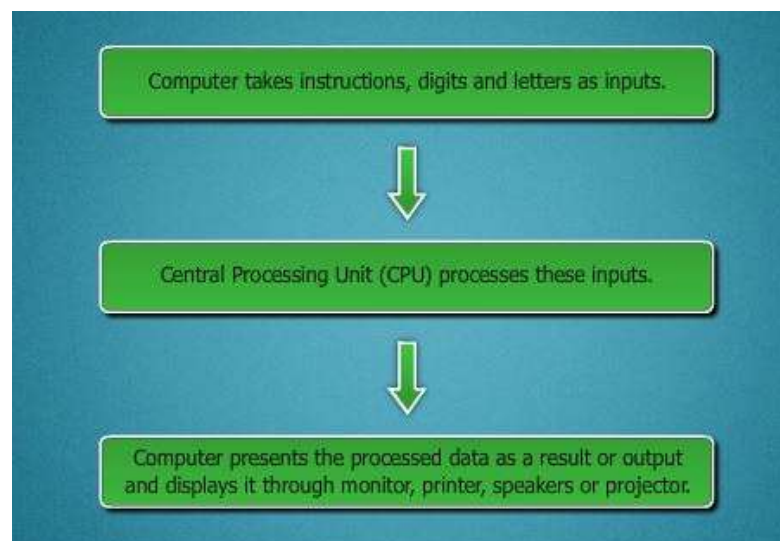 Computer takes instructions, digits and letters as inputs.
Central Processing Unit (CPU) processes these inputs.
Computer presents the processed data as a result or output
and displays it through monitor, printer, speakers or projector.